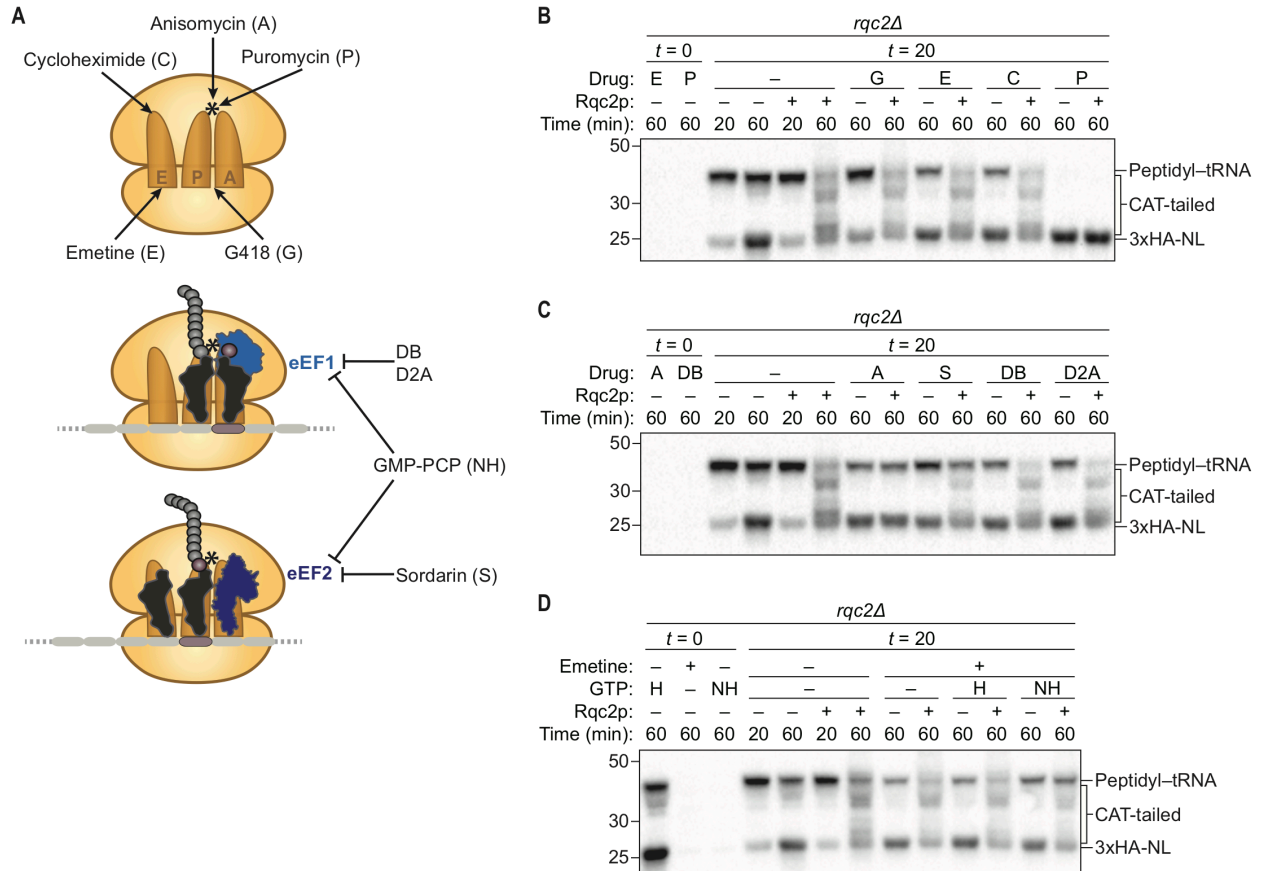 A
Anisomycin (A)
Cycloheximide (C)
Puromycin (P)
*
E P A
Emetine (E)
G418 (G)
*
eEF1
DB
D2A
GMP-PCP (NH)
*
eEF2
Sordarin (S)
B
rqc2Δ
t = 0 t = 20
Drug: E P – G E C P
Rqc2p: – – – – + + – + – + – + – +
Time (min): 60 60 20 60 20 60 60 60 60 60 60 60 60 60
50
Peptidyl–tRNA
30
CAT-tailed
25
3xHA-NL
C
rqc2Δ
t = 0 t = 20
Drug: A DB – A S DB D2A
Rqc2p: – – – – + + – + – + – + – +
Time (min): 60 60 20 60 20 60 60 60 60 60 60 60 60 60
50
Peptidyl–tRNA
30
CAT-tailed
25
3xHA-NL
D
rqc2Δ
t = 0 t = 20
Emetine: – + – – +
GTP: H – NH – – H NH
Rqc2p: – – – – – + + – + – + – +
Time (min): 60 60 60 20 60 20 60 60 60 60 60 60 60
50
Peptidyl–tRNA
30
CAT-tailed
25
3xHA-NL